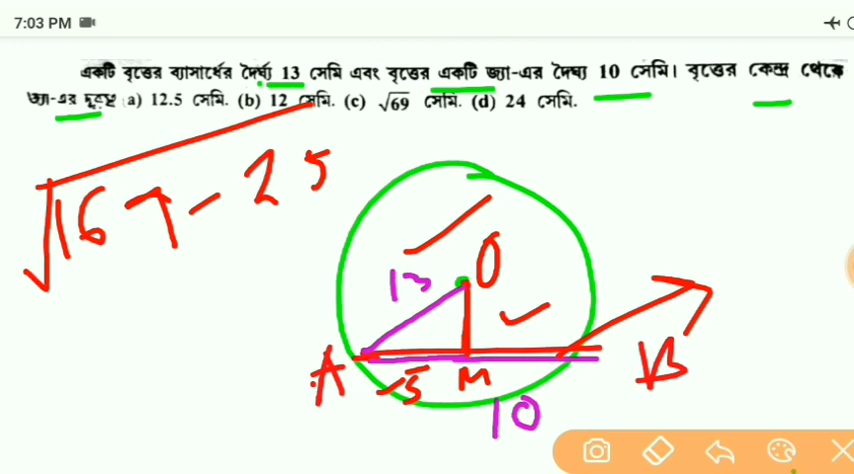 7:03 PM
একটি বৃত্তের ব্যাসার্ধের দৈর্ঘ্য 13 সেমি এবং বৃত্তের একটি জ্যা-এর দৈর্ঘ্য 10 সেমি। বৃত্তের কেন্দ্র থেকে
জ্যা-এর দূরত্ব (a) 12.5 সেমি. (b) 12 সেমি. (c) √69 সেমি. (d) 24 সেমি.
√169 - 25
O
13
A 5 M B
10